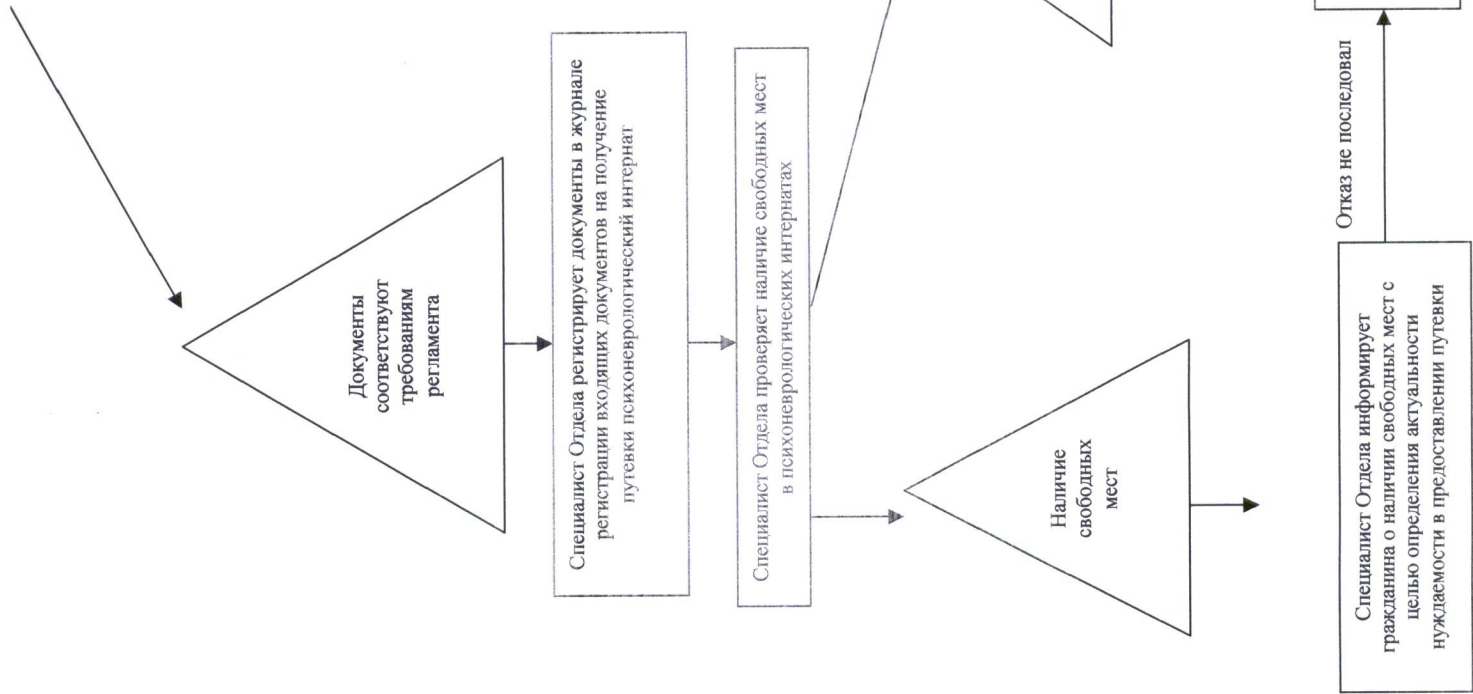 Документы
соответствуют
требованиям
регламента
Специалист Отдела регистрирует документы в журнале
регистрации входящих документов на получение
путевки психоневрологический интернат
Специалист Отдела проверяет наличие свободных мест
в психоневрологических интернатах
Наличие
свободных
мест
Специалист Отдела информирует
гражданина о наличии свободных мест с
целью определения актуальности
нуждаемости в предоставлении путевки
Отказ не последовал